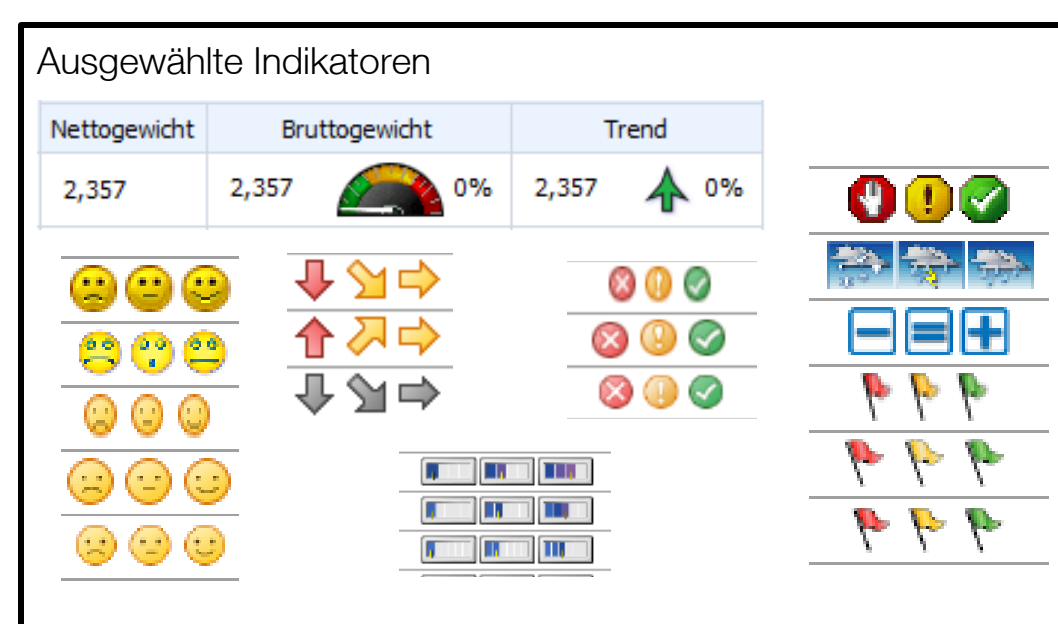 Ausgewählte Indikatoren
Nettogewicht Bruttogewicht Trend
2,357 2,357 0% 2,357 0%